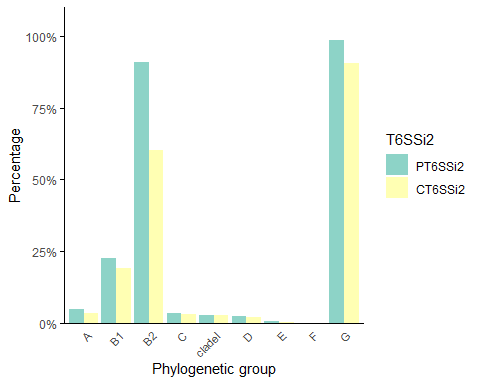 100%
75%
50%
25%
0%
Percentage
A
B1
B2
C
cladeI
D
E
F
G
Phylogenetic group
T6SSi2
PT6SSi2
CT6SSi2